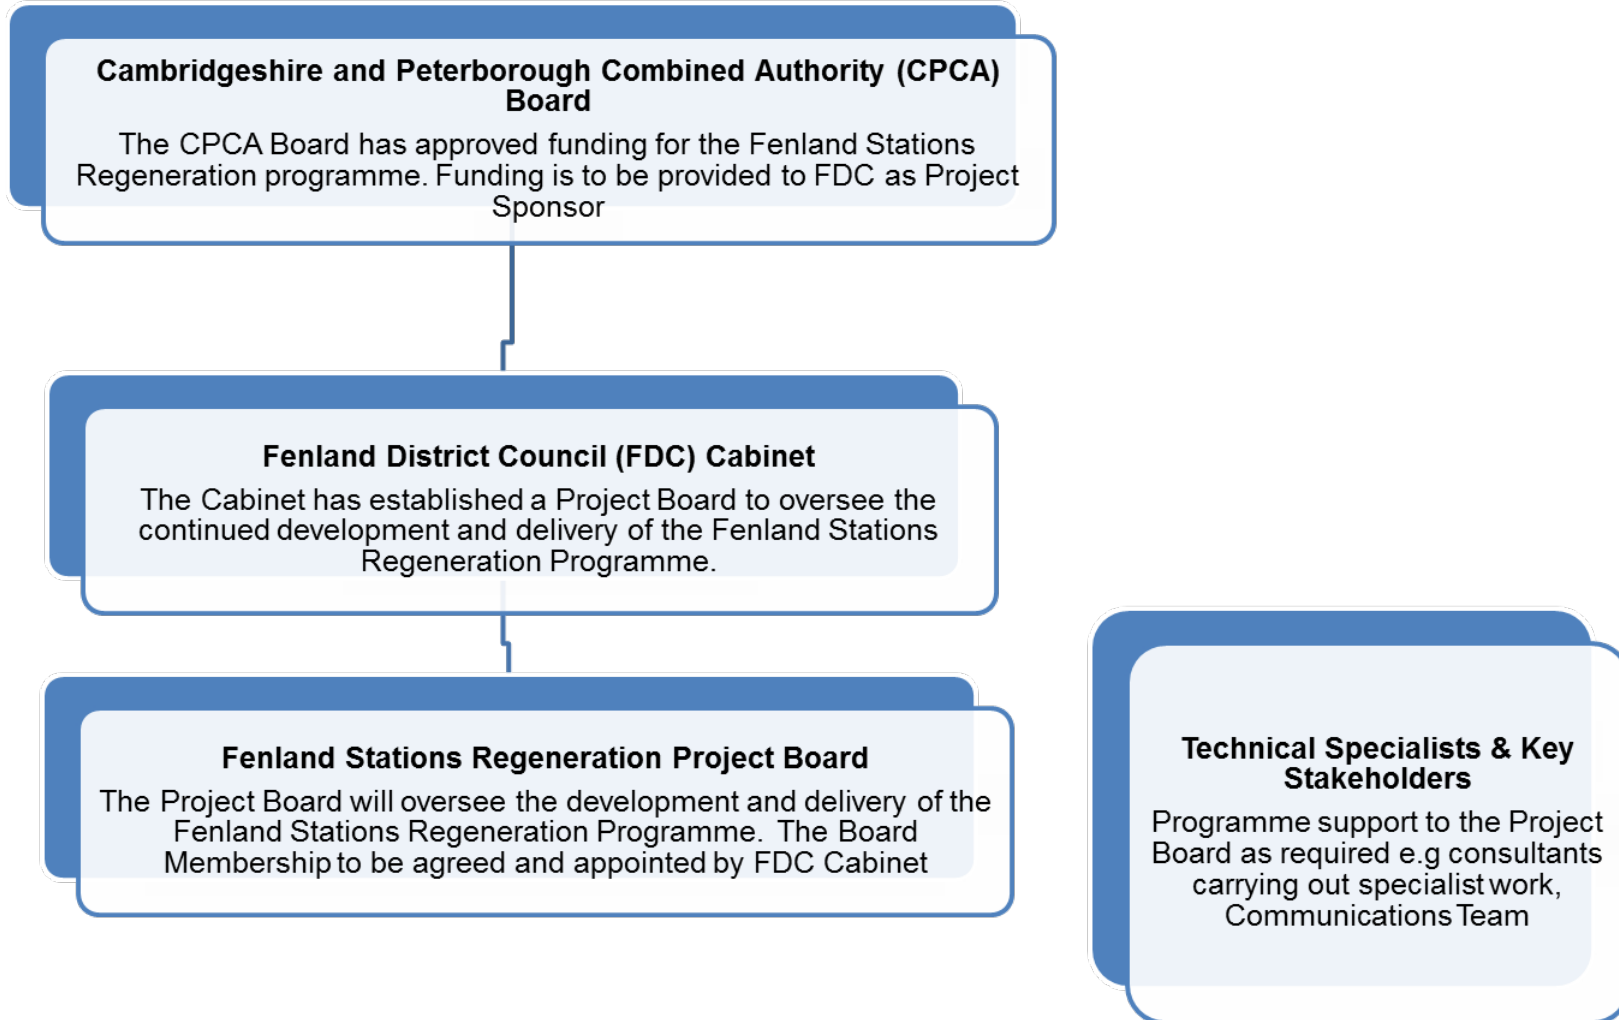 Cambridgeshire and Peterborough Combined Authority (CPCA)
Board
The CPCA Board has approved funding for the Fenland Stations
Regeneration programme. Funding is to be provided to FDC as Project
Sponsor
Fenland District Council (FDC) Cabinet
The Cabinet has established a Project Board to oversee the
continued development and delivery of the Fenland Stations
Regeneration Programme.
Fenland Stations Regeneration Project Board
The Project Board will oversee the development and delivery of the
Fenland Stations Regeneration Programme. The Board
Membership to be agreed and appointed by FDC Cabinet
Technical Specialists & Key
Stakeholders
Programme support to the Project
Board as required e.g consultants
carrying out specialist work,
Communications Team